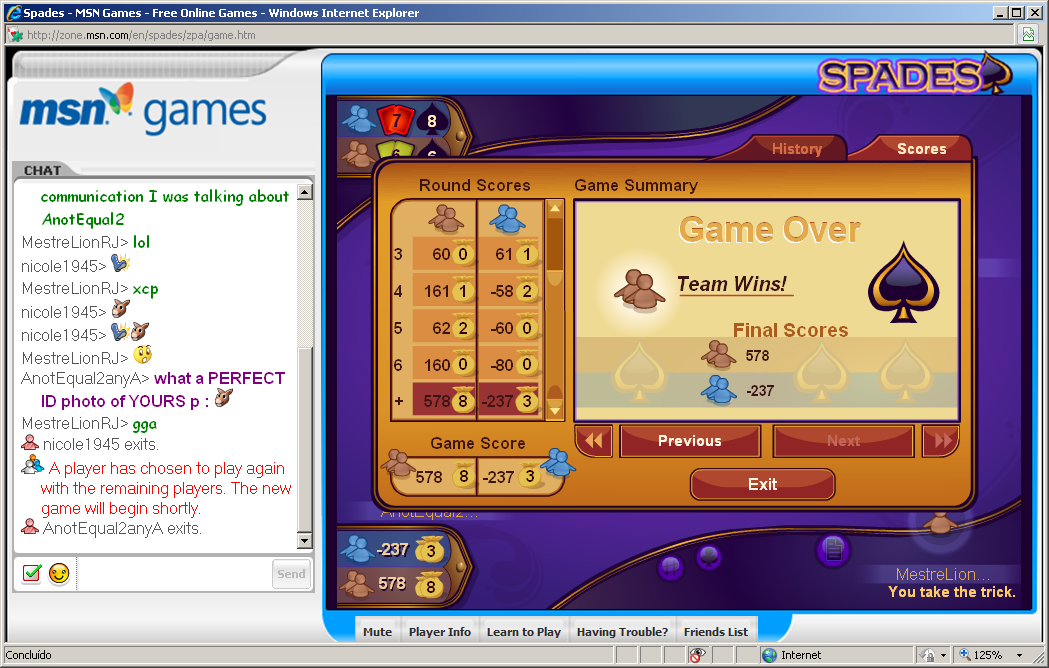 Spades - MSN Games - Free Online Games - Windows Internet Explorer
http://zone.msn.com/en/spades/zpa/game.htm
msn games
CHAT
communication I was talking about
AnotEqual2
MestreLionRJ> lol
nicole1945>
MestreLionRJ> xcp
nicole1945>
nicole1945>
MestreLionRJ>
AnotEqual2anyA> what a PERFECT
ID photo of YOURS p :
MestreLionRJ> gga
nicole1945 exits.
A player has chosen to play again
with the remaining players. The new
game will begin shortly.
AnotEqual2anyA exits.
Send
SPADES
7 8
6 6
History
Scores
Round Scores
3 60 0 61 1
4 161 1 -58 2
5 62 2 -60 0
6 160 0 -80 0
+ 578 8 -237 3
Game Score
578 8 -237 3
Game Summary
Game Over
Team Wins!
Final Scores
578
-237
Previous
Next
Exit
AnotEqual2...
-237 3
578 8
MestreLion...
You take the trick.
Mute
Player Info
Learn to Play
Having Trouble?
Friends List
Concluído
Internet
125%